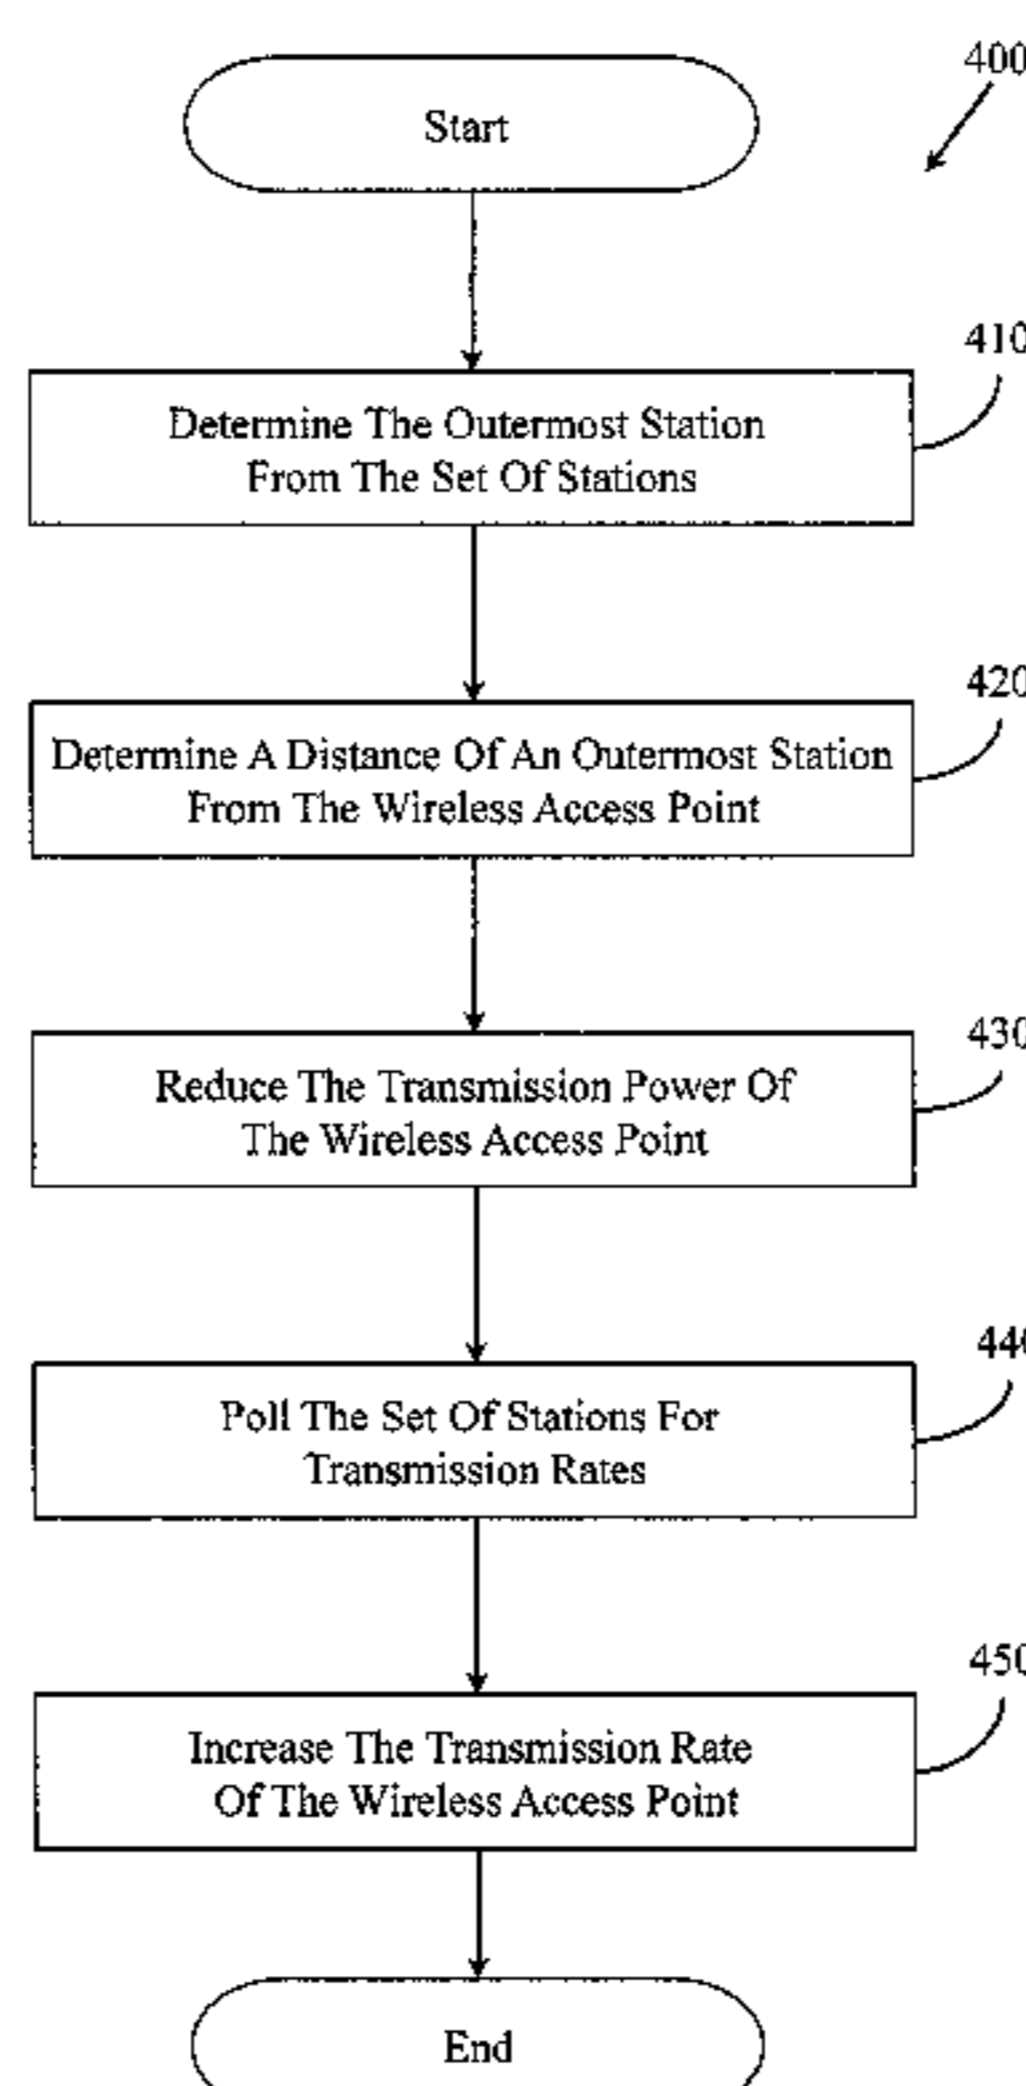 400
Start
410
Determine The Outermost Station
From The Set Of Stations
420
Determine A Distance Of An Outermost Station
From The Wireless Access Point
430
Reduce The Transmission Power Of
The Wireless Access Point
440
Poll The Set Of Stations For
Transmission Rates
450
Increase The Transmission Rate
Of The Wireless Access Point
End